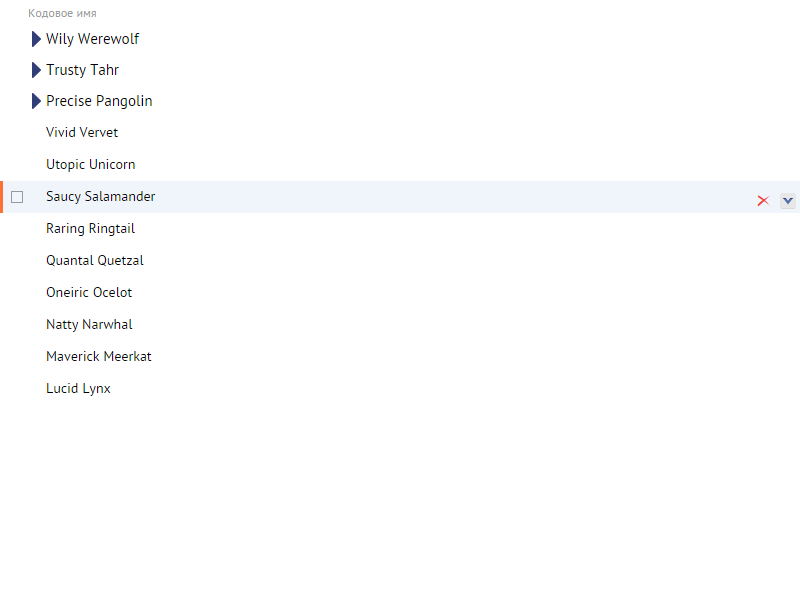 Кодовое имя
Wily Werewolf
Trusty Tahr
Precise Pangolin
Vivid Vervet
Utopic Unicorn
Saucy Salamander
Raring Ringtail
Quantal Quetzal
Oneiric Ocelot
Natty Narwhal
Maverick Meerkat
Lucid Lynx